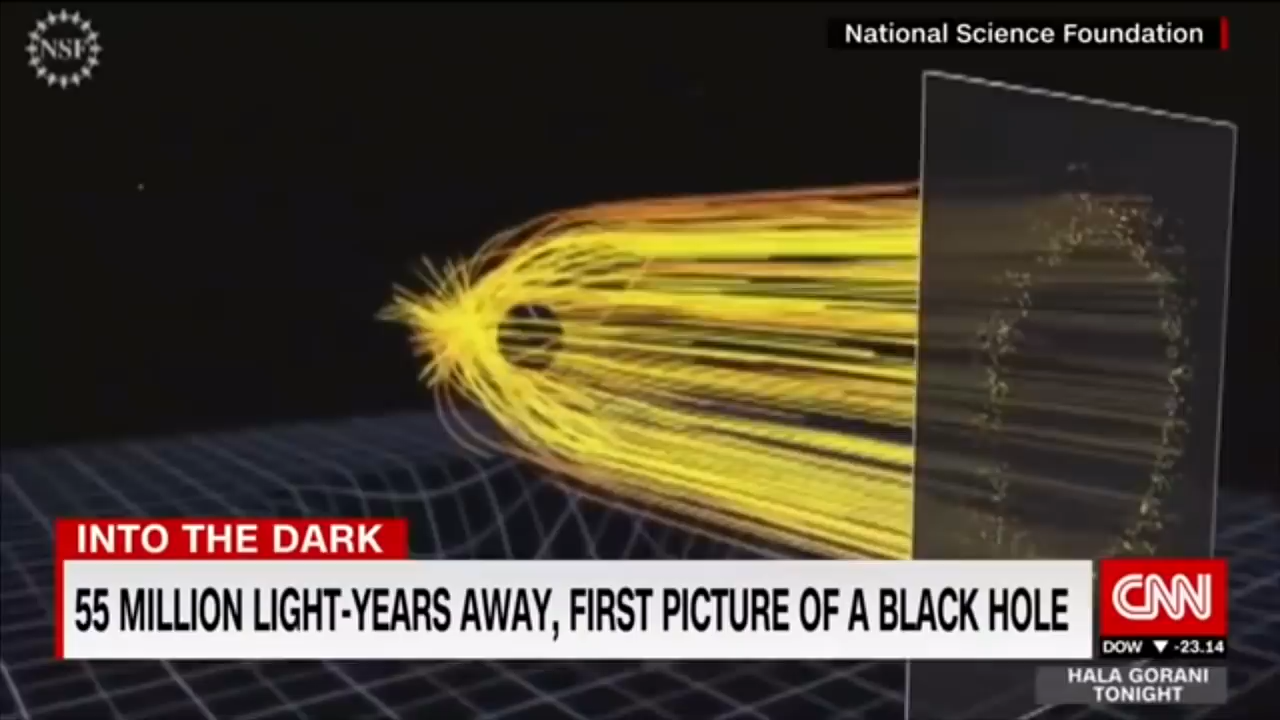 NSF
National Science Foundation
INTO THE DARK
55 MILLION LIGHT-YEARS AWAY, FIRST PICTURE OF A BLACK HOLE
CNN
DOW ▼ -23.14
HALA GORANI
TONIGHT